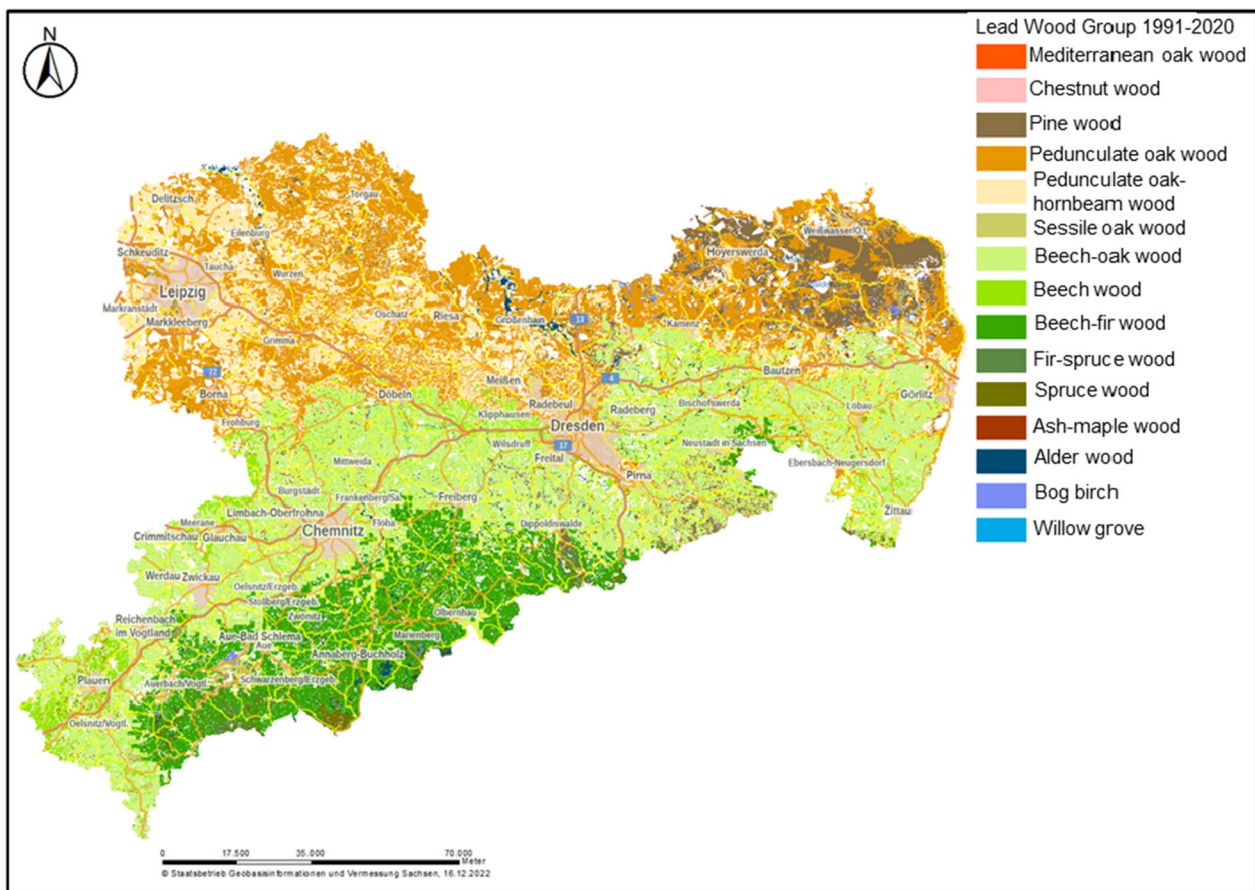 N
Lead Wood Group 1991-2020
Mediterranean oak wood
Chestnut wood
Pine wood
Pedunculate oak wood
Pedunculate oak-
hornbeam wood
Sessile oak wood
Beech-oak wood
Beech wood
Beech-fir wood
Fir-spruce wood
Spruce wood
Ash-maple wood
Alder wood
Bog birch
Willow grove
Delitzsch
Torgau
Eilenburg
Schkeuditz
Taucha
Wurzen
Leipzig
Markranstädt
Markkleeberg
Oschatz
Riesa
Großenhain
13
Hoyerswerda
Weißwasser/O.L.
Kamenz
Grimma
72
Borna
Meißen
4
Bautzen
Döbeln
Radebeul
Radeberg
Bischofswerda
Löbau
Görlitz
Frohburg
Klipphausen
Dresden
Wilsdruff
17
Freital
Neustadt in Sachsen
Mittweida
Pirna
Ebersbach-Neugersdorf
Burgstädt
Frankenberg/Sa.
Freiberg
Zittau
Limbach-Oberfrohna
Meerane
Chemnitz
Flöha
Dippoldiswalde
Crimmitschau
Glauchau
Werdau
Zwickau
Oelsnitz/Erzgeb.
Stollberg/Erzgeb.
Zwönitz
Olbernhau
Reichenbach
im Vogtland
Aue-Bad Schlema
Aue
Marienberg
Annaberg-Buchholz
Plauen
Auerbach/Vogtl.
Schwarzenberg/Erzgeb.
Oelsnitz/Vogtl.
0 17.500 35.000 70.000
Meter
© Staatsbetrieb Geobasisinformationen und Vermessung Sachsen, 16.12.2022